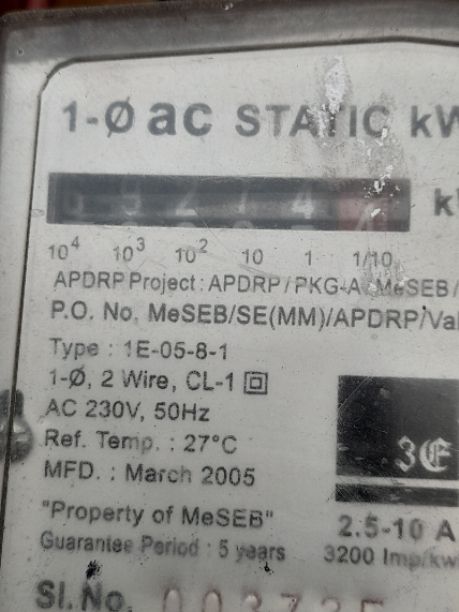 1-Ø ac STATIC kW
k
10⁴ 10³ 10² 10 1 1/10
APDRP Project : APDRP/PKG-A MeSEB/
P.O. No. MeSEB/SE(MM)/APDRP/Val
Type : 1E-05-8-1
1-Ø, 2 Wire, CL-1
AC 230V, 50Hz
Ref. Temp. : 27°C
MFD. : March 2005
"Property of MeSEB"
2.5-10 A
Guarantee Period : 5 years
3200 Imp/kw
Sl.No.